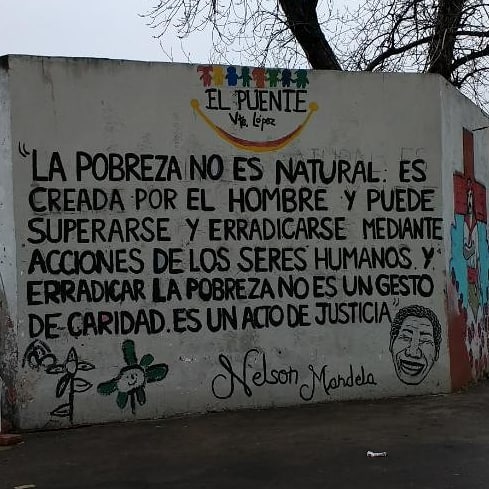 EL PUENTE
Vte. López
"LA POBREZA NO ES NATURAL. ES
CREADA POR EL HOMBRE Y PUEDE
SUPERARSE Y ERRADICARSE MEDIANTE
ACCIONES DE LOS SERES HUMANOS. Y
ERRADICAR LA POBREZA NO ES UN GESTO
DE CARIDAD. ES UN ACTO DE JUSTICIA"
Nelson Mandela